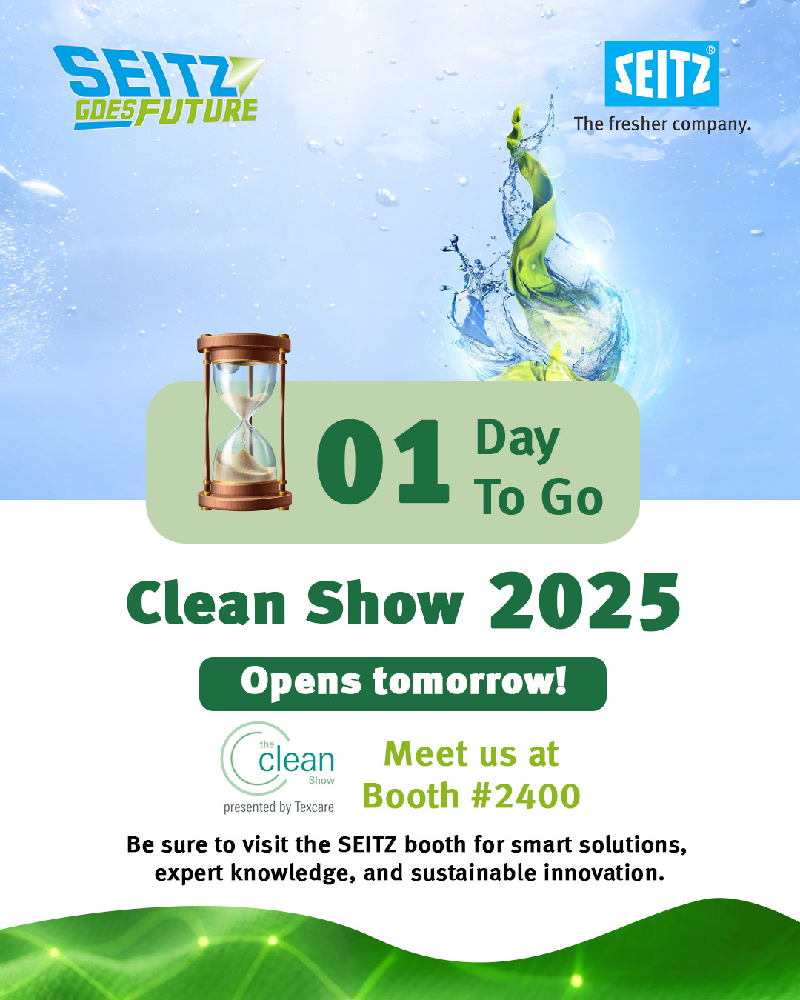 SEITZ
GOES FUTURE
SEITZ®
The fresher company.
01
Day
To Go
Clean Show 2025
Opens tomorrow!
the
clean
Show
presented by Texcare
Meet us at
Booth #2400
Be sure to visit the SEITZ booth for smart solutions,
expert knowledge, and sustainable innovation.